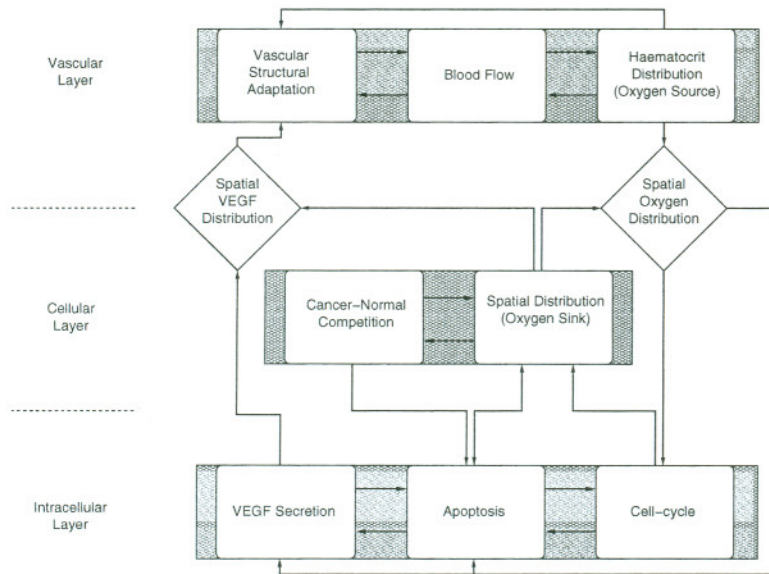 Vascular
Layer
Vascular
Structural
Adaptation
Blood Flow
Haematocrit
Distribution
(Oxygen Source)
Spatial
VEGF
Distribution
Spatial
Oxygen
Distribution
Cellular
Layer
Cancer–Normal
Competition
Spatial Distribution
(Oxygen Sink)
Intracellular
Layer
VEGF Secretion
Apoptosis
Cell–cycle